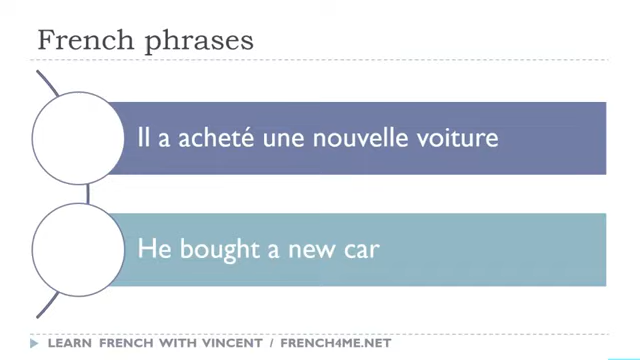 French phrases
Il a acheté une nouvelle voiture
He bought a new car
LEARN FRENCH WITH VINCENT / FRENCH4ME.NET